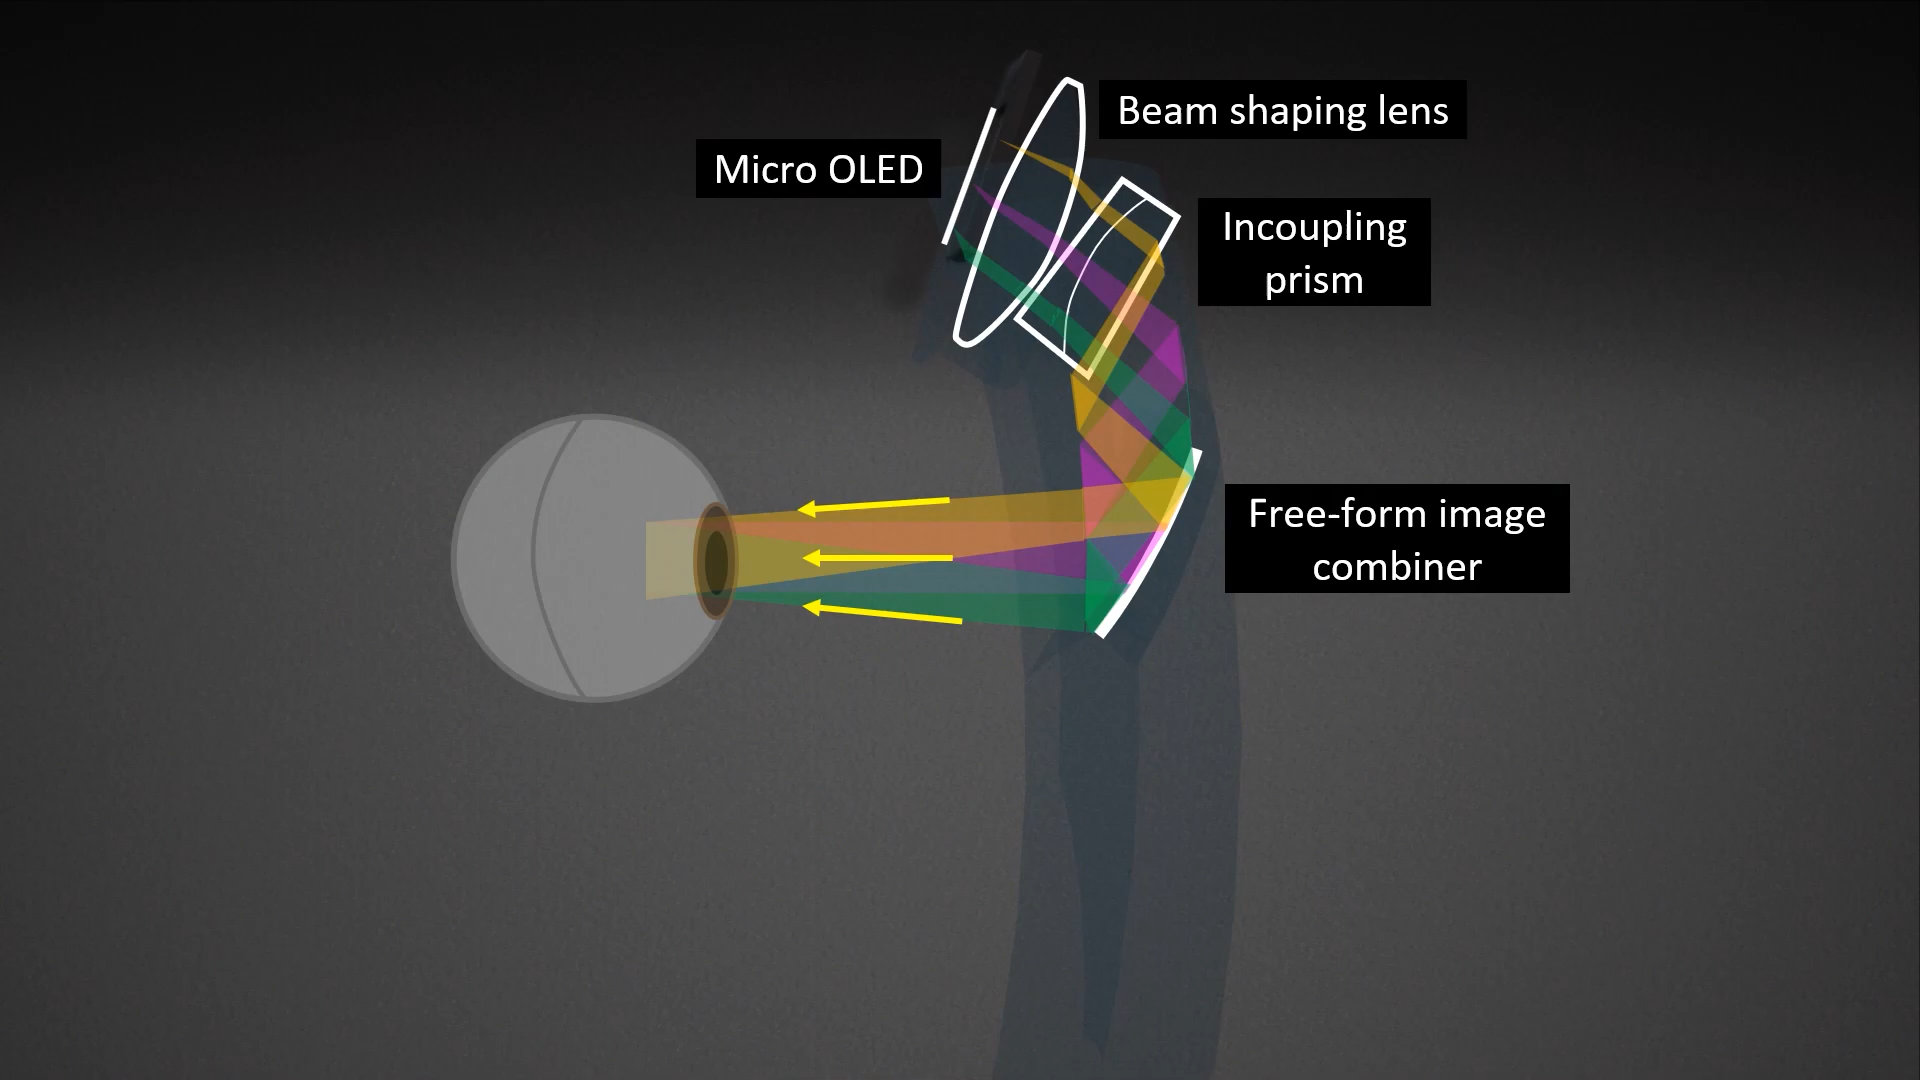 Beam shaping lens
Micro OLED
Incoupling
prism
Free-form image
combiner